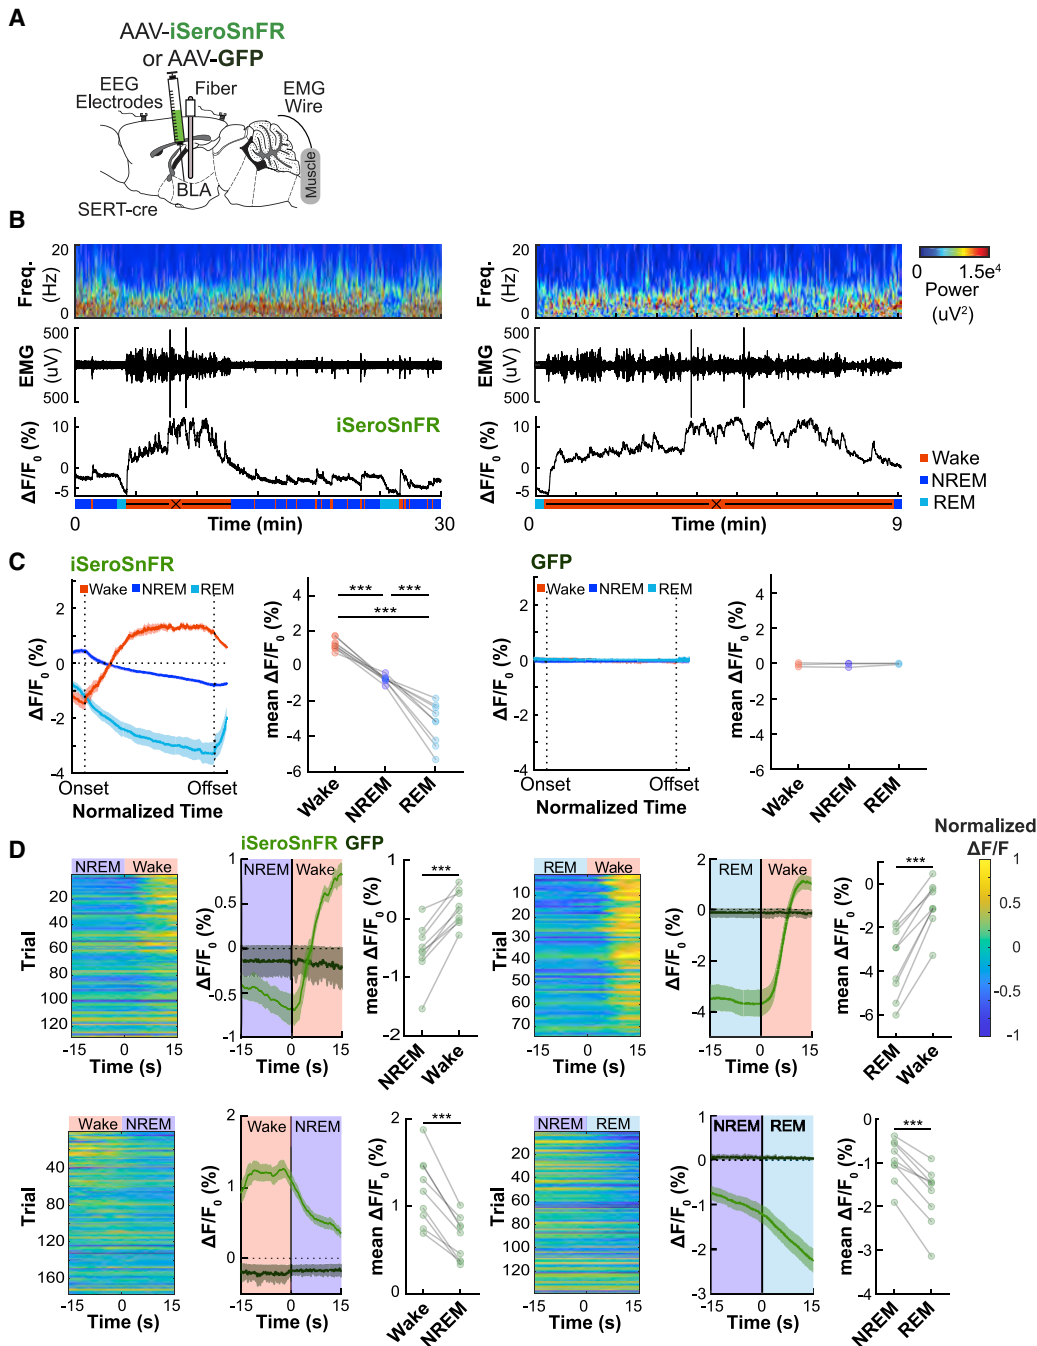 A
AAV-iSeroSnFR
or AAV-GFP
EEG
Electrodes
Fiber
EMG
Wire
Muscle
BLA
SERT-cre
B
20
Freq.
(Hz)
0
20
Freq.
(Hz)
0
0
1.5e⁴
Power
(uV²)
500
EMG
(uV)
500
500
EMG
(uV)
500
iSeroSnFR
10
0
-5
ΔF/F₀ (%)
10
0
-5
ΔF/F₀ (%)
Wake
NREM
REM
0
Time (min)
30
0
Time (min)
9
C
iSeroSnFR
Wake NREM REM
2
0
-2
-4
ΔF/F₀ (%)
Onset
Offset
Normalized Time
*** ***
***
4
2
0
-2
-4
-6
mean ΔF/F₀ (%)
Wake
NREM
REM
GFP
Wake NREM REM
2
0
-2
-4
ΔF/F₀ (%)
Onset
Offset
Normalized Time
4
2
0
-2
-4
-6
mean ΔF/F₀ (%)
Wake
NREM
REM
D
iSeroSnFR GFP
NREM Wake
20
40
60
80
100
120
Trial
-15 0 15
Time (s)
1
0.5
0
-0.5
-1
ΔF/F₀ (%)
NREM Wake
-15 0 15
Time (s)
***
1
0
-1
-2
mean ΔF/F₀ (%)
NREM
Wake
REM Wake
10
20
30
40
50
60
70
Trial
-15 0 15
Time (s)
2
0
-2
-4
ΔF/F₀ (%)
REM Wake
-15 0 15
Time (s)
***
0
-2
-4
-6
mean ΔF/F₀ (%)
REM
Wake
Normalized
ΔF/F
1
0.5
0
-0.5
-1
Wake NREM
40
80
120
160
Trial
-15 0 15
Time (s)
2
1
0
ΔF/F₀ (%)
Wake NREM
-15 0 15
Time (s)
***
2
1
0
mean ΔF/F₀ (%)
Wake
NREM
NREM REM
20
40
60
80
100
120
Trial
-15 0 15
Time (s)
1
0
-1
-2
-3
ΔF/F₀ (%)
NREM REM
-15 0 15
Time (s)
***
-0
-1
-2
-3
-4
mean ΔF/F₀ (%)
NREM
REM